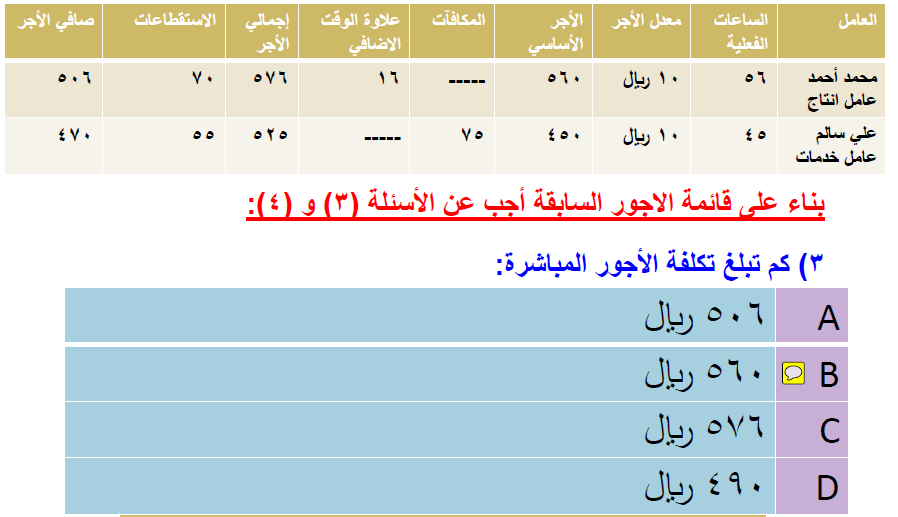 العامل الساعات الفعلية معدل الأجر الأجر الأساسي المكافآت علاوة الوقت الاضافي إجمالي الأجر الاستقطاعات صافي الأجر
محمد أحمد عامل انتاج ٥٦ ١٠ ريال ٥٦٠ ----- ١٦ ٥٧٦ ٧٠ ٥٠٦
علي سالم عامل خدمات ٤٥ ١٠ ريال ٤٥٠ ٧٥ ----- ٥٢٥ ٥٥ ٤٧٠
بناء على قائمة الاجور السابقة أجب عن الأسئلة (٣) و (٤):
٣) كم تبلغ تكلفة الأجور المباشرة:
A ٥٠٦ ريال
B ٥٦٠ ريال
C ٥٧٦ ريال
D ٤٩٠ ريال